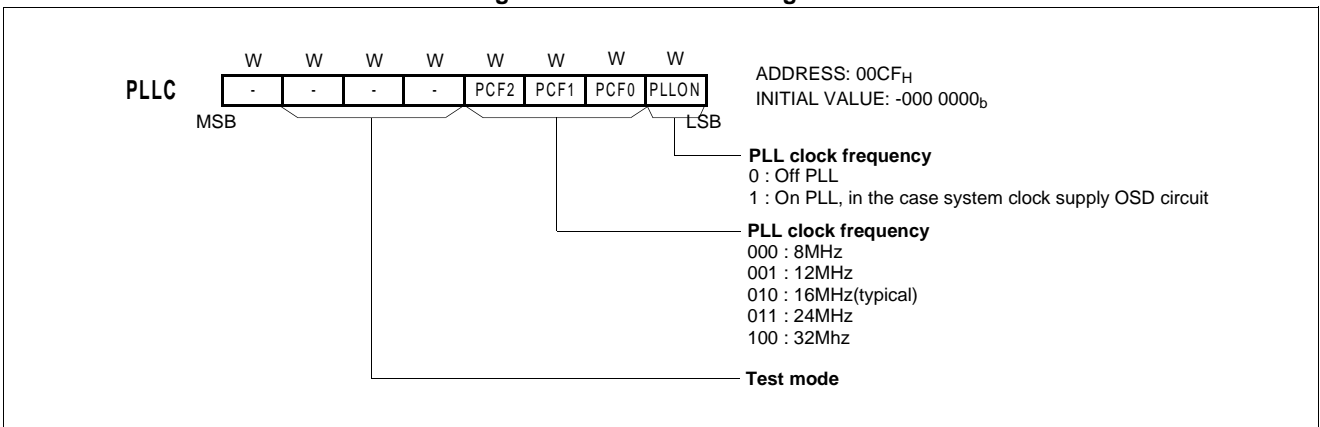 W W W W W W W W
PLLC - - - - PCF2 PCF1 PCF0 PLLON
MSB LSB
ADDRESS: 00CFH
INITIAL VALUE: -000 0000b
PLL clock frequency
0 : Off PLL
1 : On PLL, in the case system clock supply OSD circuit
PLL clock frequency
000 : 8MHz
001 : 12MHz
010 : 16MHz(typical)
011 : 24MHz
100 : 32Mhz
Test mode